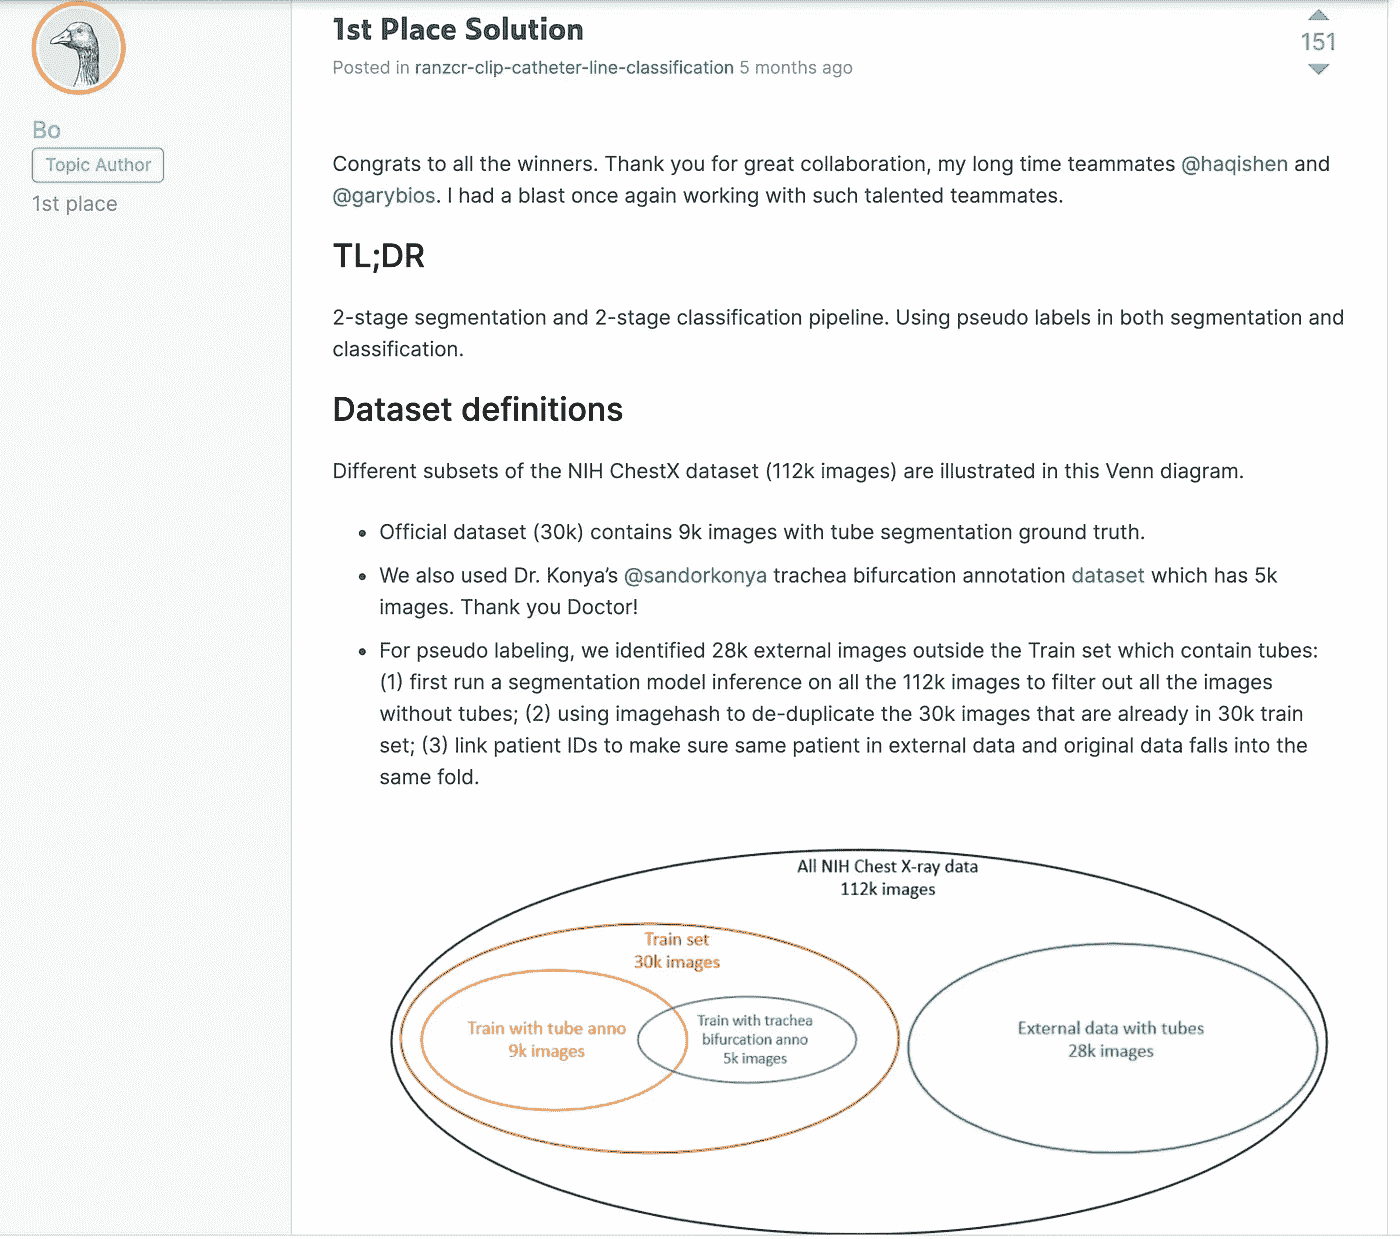 1st Place Solution
151
Posted in ranzcr-clip-catheter-line-classification 5 months ago
Bo
Topic Author
1st place
Congrats to all the winners. Thank you for great collaboration, my long time teammates @haqishen and
@garybios. I had a blast once again working with such talented teammates.
TL;DR
2-stage segmentation and 2-stage classification pipeline. Using pseudo labels in both segmentation and
classification.
Dataset definitions
Different subsets of the NIH ChestX dataset (112k images) are illustrated in this Venn diagram.
• Official dataset (30k) contains 9k images with tube segmentation ground truth.
• We also used Dr. Konya’s @sandorkonya trachea bifurcation annotation dataset which has 5k
images. Thank you Doctor!
• For pseudo labeling, we identified 28k external images outside the Train set which contain tubes:
(1) first run a segmentation model inference on all the 112k images to filter out all the images
without tubes; (2) using imagehash to de-duplicate the 30k images that are already in 30k train
set; (3) link patient IDs to make sure same patient in external data and original data falls into the
same fold.
All NIH Chest X-ray data
112k images
Train set
30k images
Train with tube anno
9k images
Train with trachea
bifurcation anno
5k images
External data with tubes
28k images